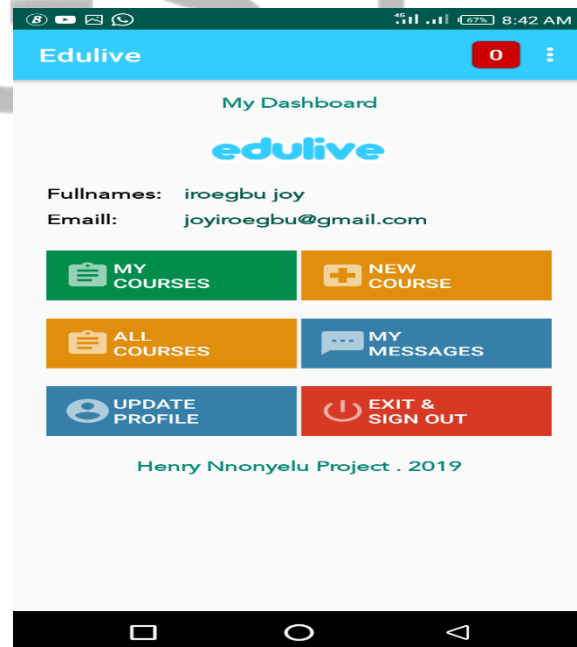 67% 8:42 AM
Edulive
0
My Dashboard
edulive
Fullnames: iroegbu joy
Emaill: joyiroegbu@gmail.com
MY COURSES
NEW COURSE
ALL COURSES
MY MESSAGES
UPDATE PROFILE
EXIT & SIGN OUT
Henry Nnonyelu Project . 2019